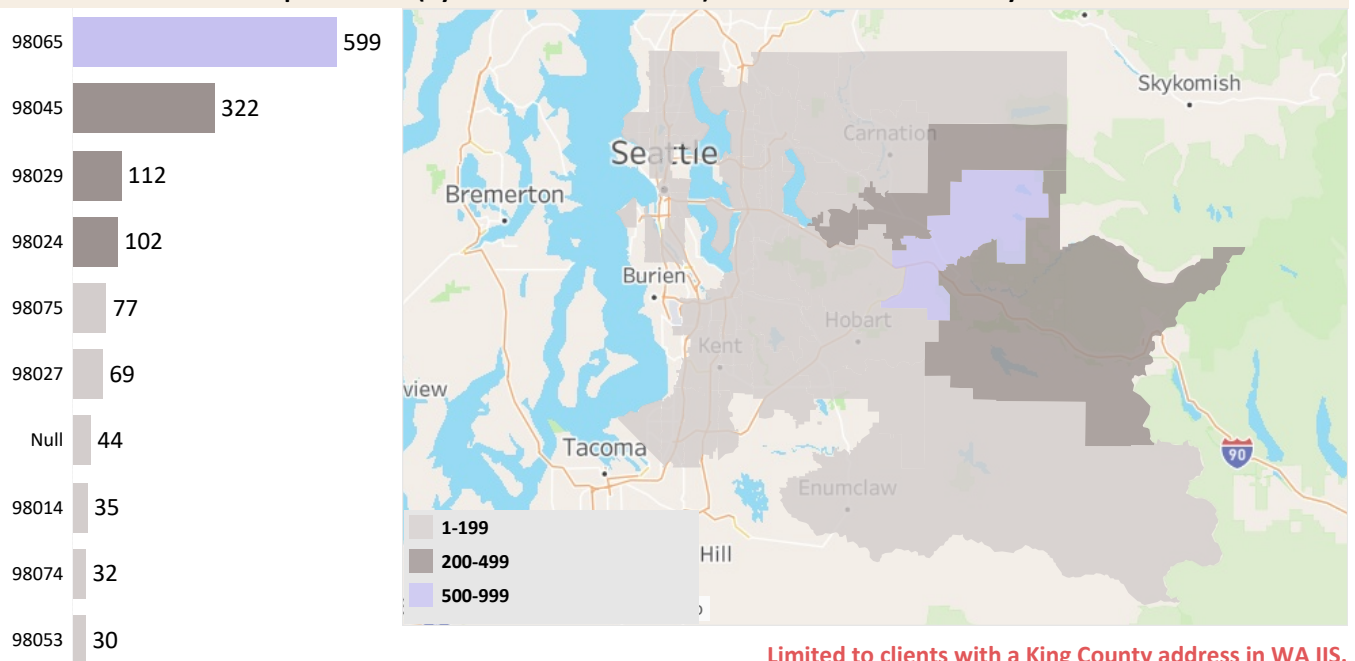 98065 599
98045 322
98029 112
98024 102
98075 77
98027 69
Null 44
98014 35
98074 32
98053 30
Skykomish
Carnation
Seattle
Bremerton
Burien
Hobart
Kent
view
Tacoma
90
Enumclaw
Hill
1-199
200-499
500-999
Limited to clients with a King County address in WA IIS.